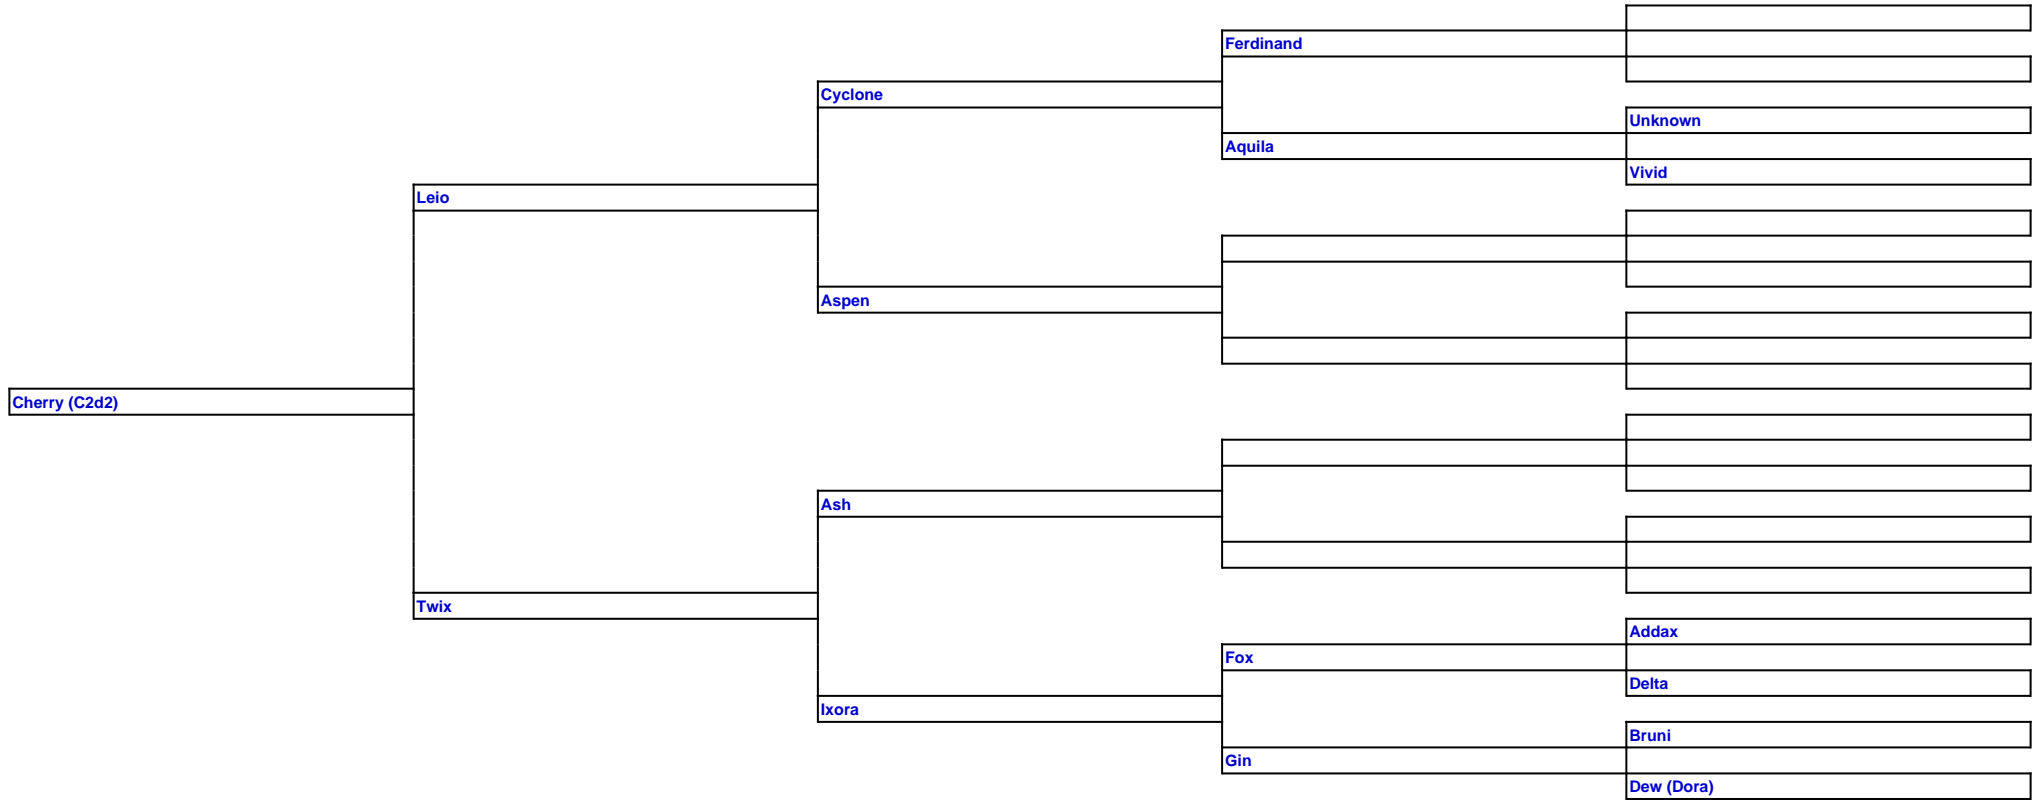 Ferdinand
Cyclone
Unknown
Aquila
Vivid
Leio
Aspen
Cherry (C2d2)
Ash
Twix
Addax
Fox
Delta
Ixora
Bruni
Gin
Dew (Dora)